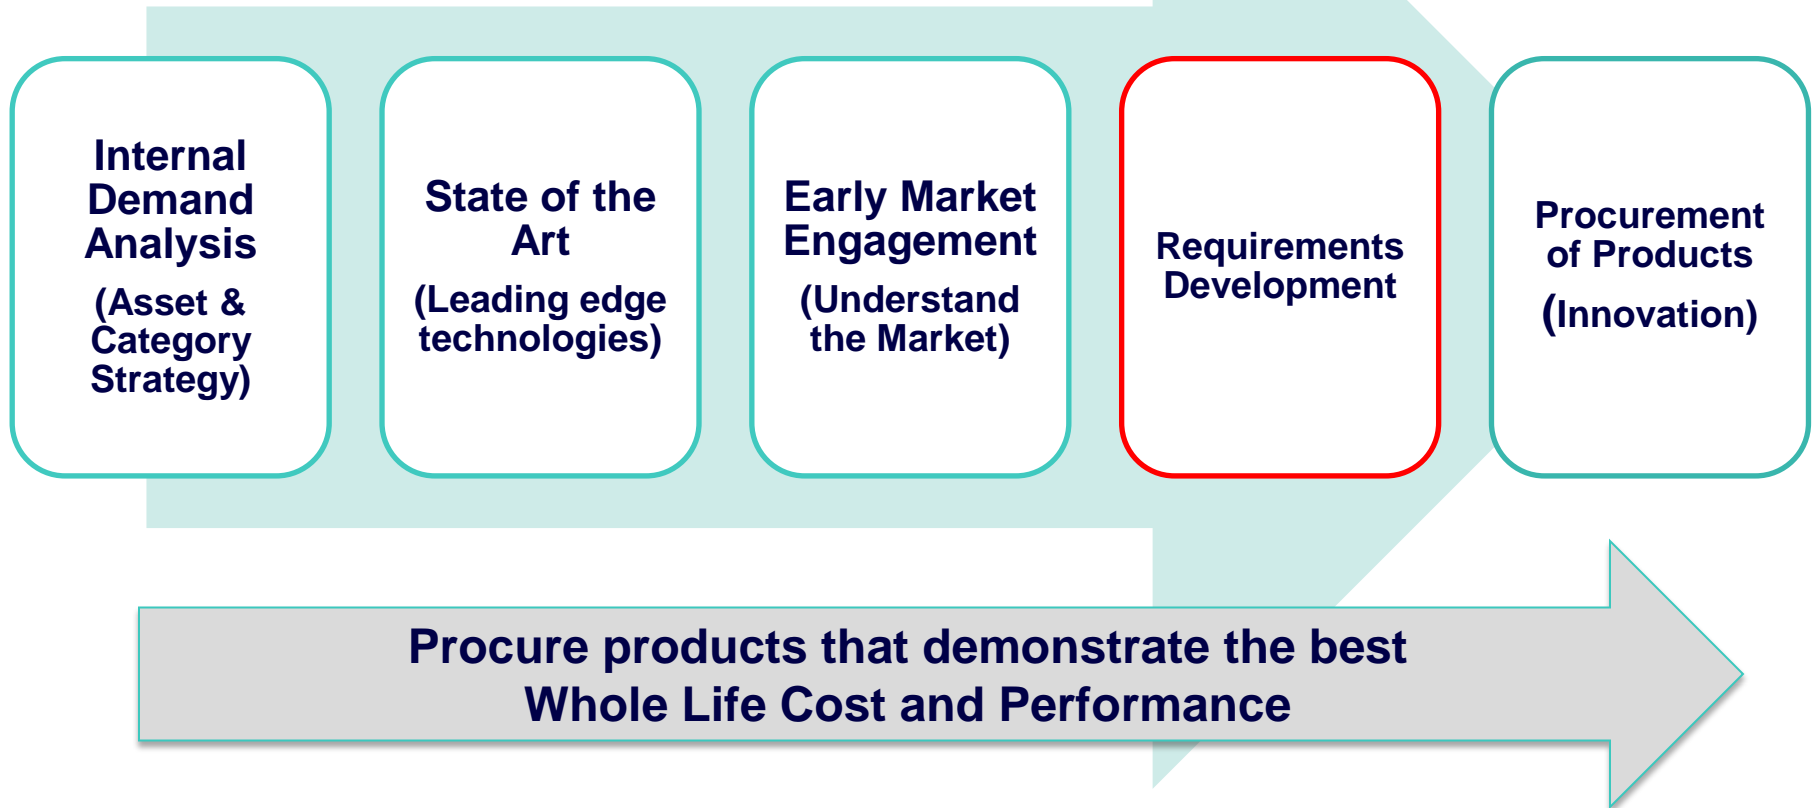 Internal
Demand
Analysis
(Asset &
Category
Strategy)
State of the
Art
(Leading edge
technologies)
Early Market
Engagement
(Understand
the Market)
Requirements
Development
Procurement
of Products
(Innovation)
Procure products that demonstrate the best
Whole Life Cost and Performance